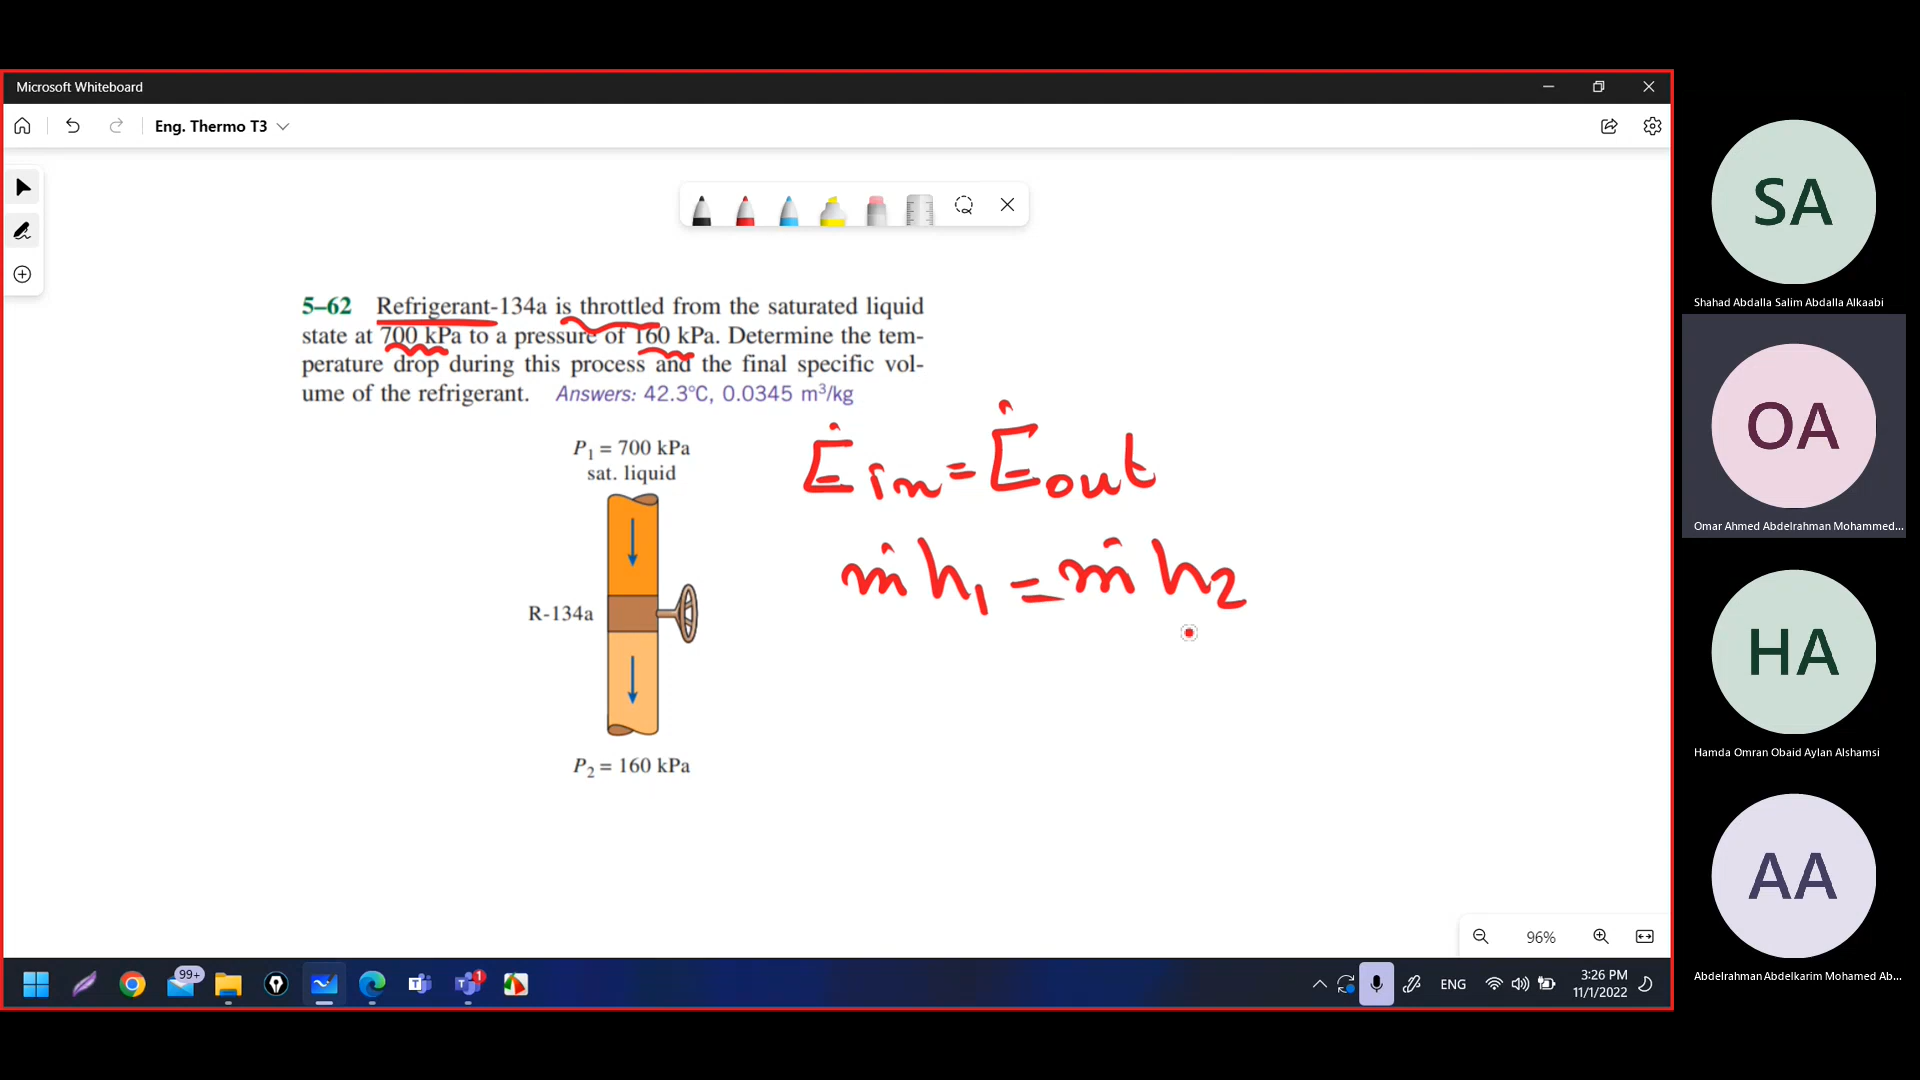 Microsoft Whiteboard
Eng. Thermo T3
5–62 Refrigerant-134a is throttled from the saturated liquid
state at 700 kPa to a pressure of 160 kPa. Determine the tem-
perature drop during this process and the final specific vol-
ume of the refrigerant. Answers: 42.3°C, 0.0345 m³/kg
P₁ = 700 kPa
sat. liquid
R-134a
P₂ = 160 kPa
Ėin = Ėout
ṁh₁ = ṁh₂
96%
SA
Shahad Abdalla Salim Abdalla Alkaabi
OA
Omar Ahmed Abdelrahman Mohammed...
HA
Hamda Omran Obaid Aylan Alshamsi
AA
Abdelrahman Abdelkarim Mohamed Ab...
99+
1
ENG
3:26 PM
11/1/2022